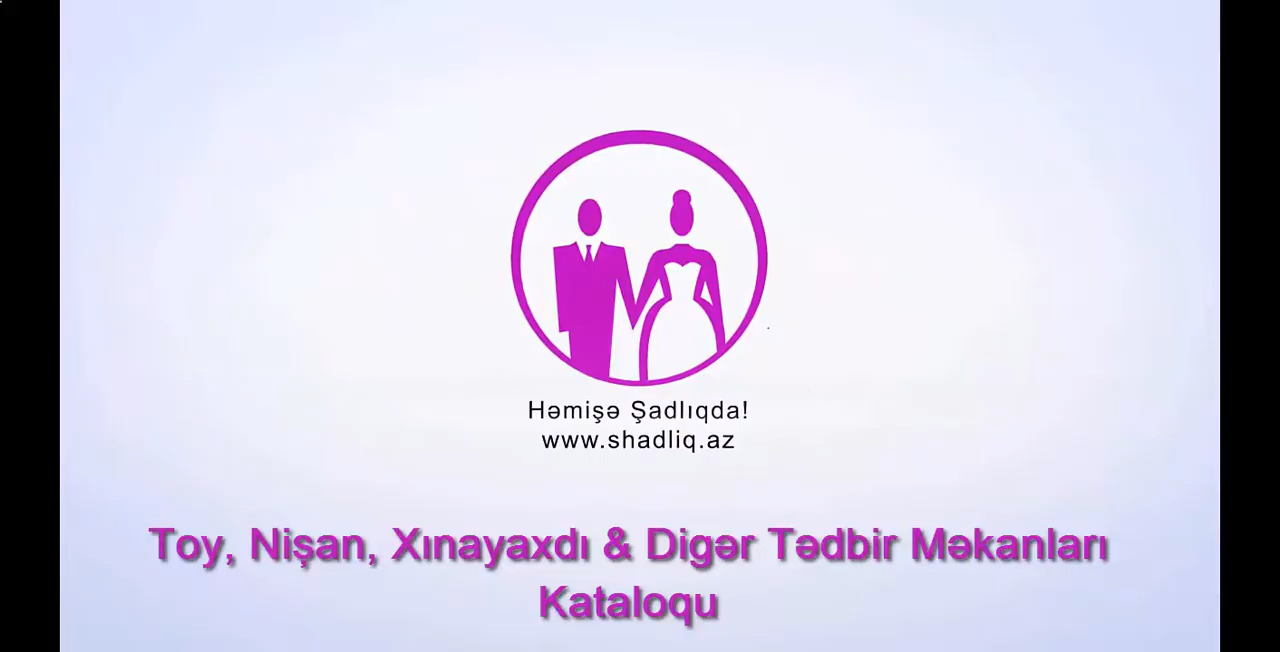 Həmişə Şadlıqda!
www.shadliq.az
Toy, Nişan, Xınayaxdı & Digər Tədbir Məkanları
Kataloqu